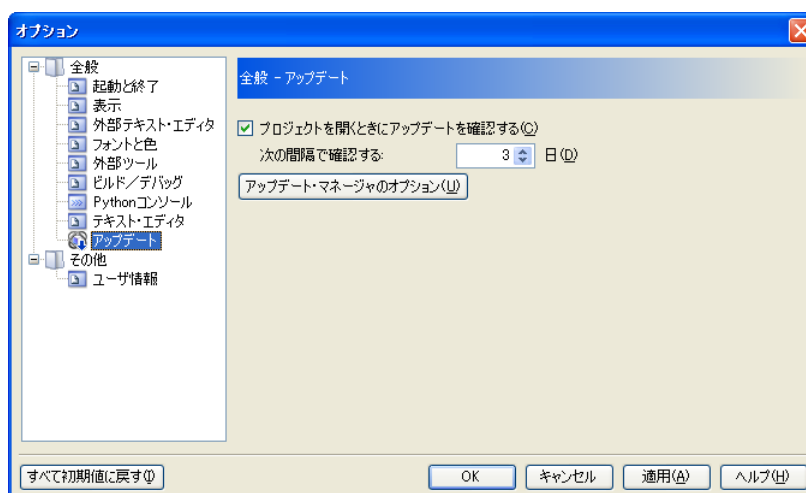 オプション
全般
起動と終了
表示
外部テキスト・エディタ
フォントと色
外部ツール
ビルド／デバッグ
Pythonコンソール
テキスト・エディタ
アップデート
その他
ユーザ情報
全般 - アップデート
プロジェクトを開くときにアップデートを確認する(C)
次の間隔で確認する:
3
日(D)
アップデート・マネージャのオプション(U)
すべて初期値に戻す(I)
OK
キャンセル
適用(A)
ヘルプ(H)